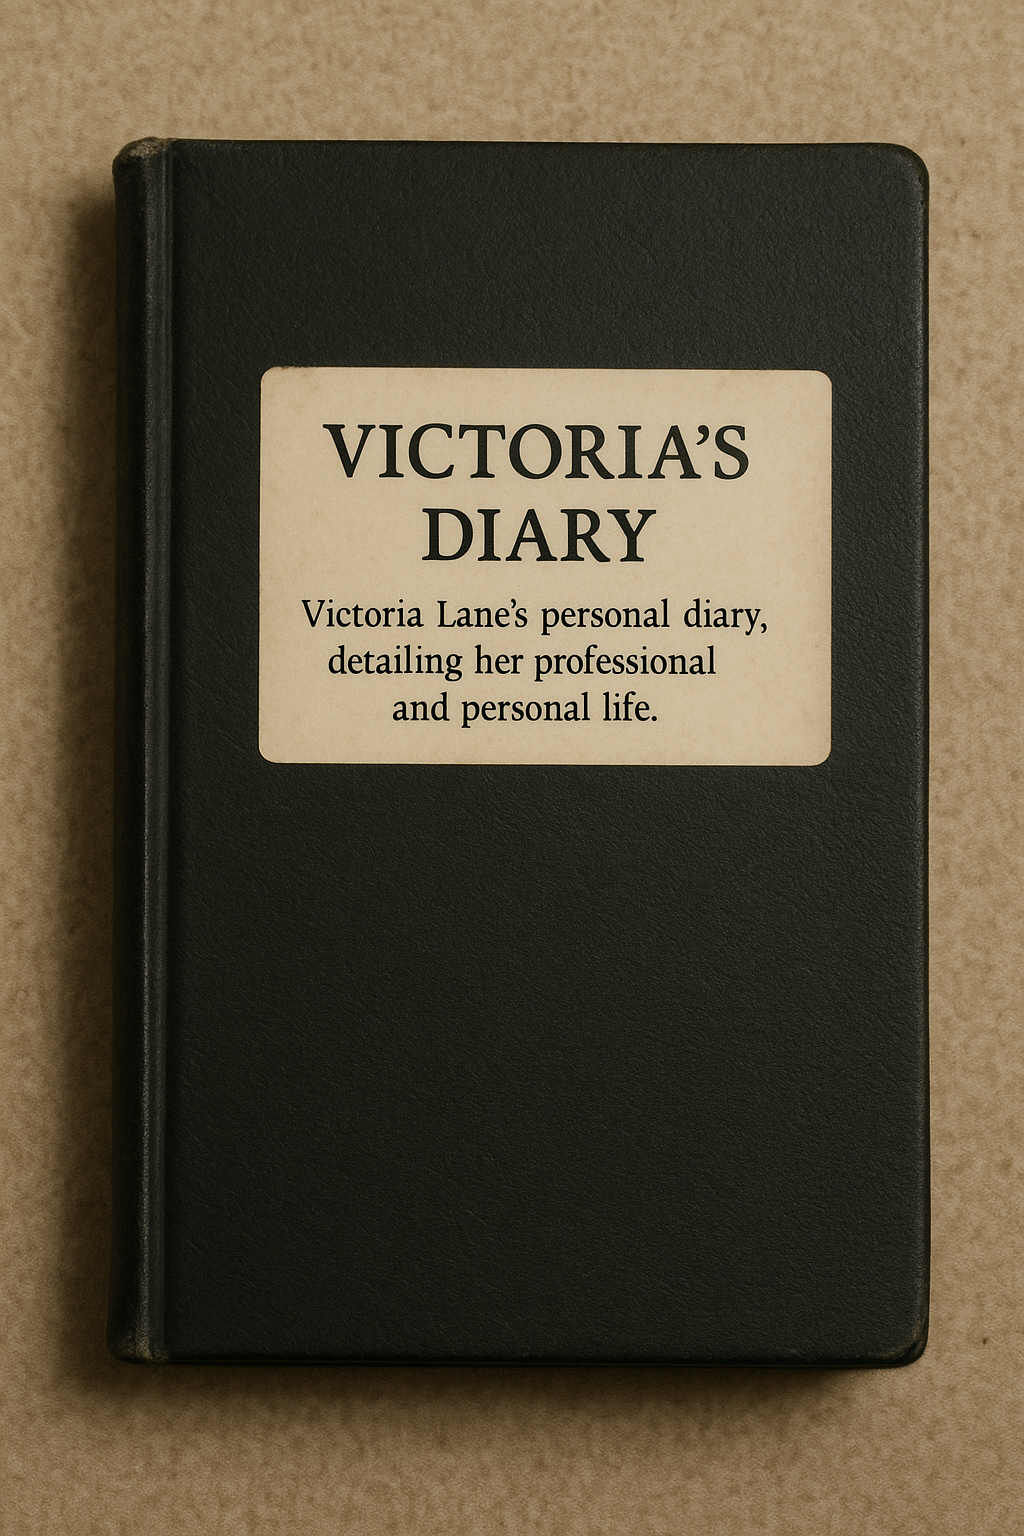 VICTORIA’S
DIARY
Victoria Lane’s personal diary,
detailing her professional
and personal life.